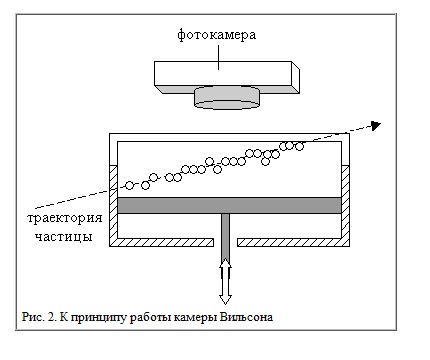 фотокамера
траектория
частицы
Рис. 2. К принципу работы камеры Вильсона